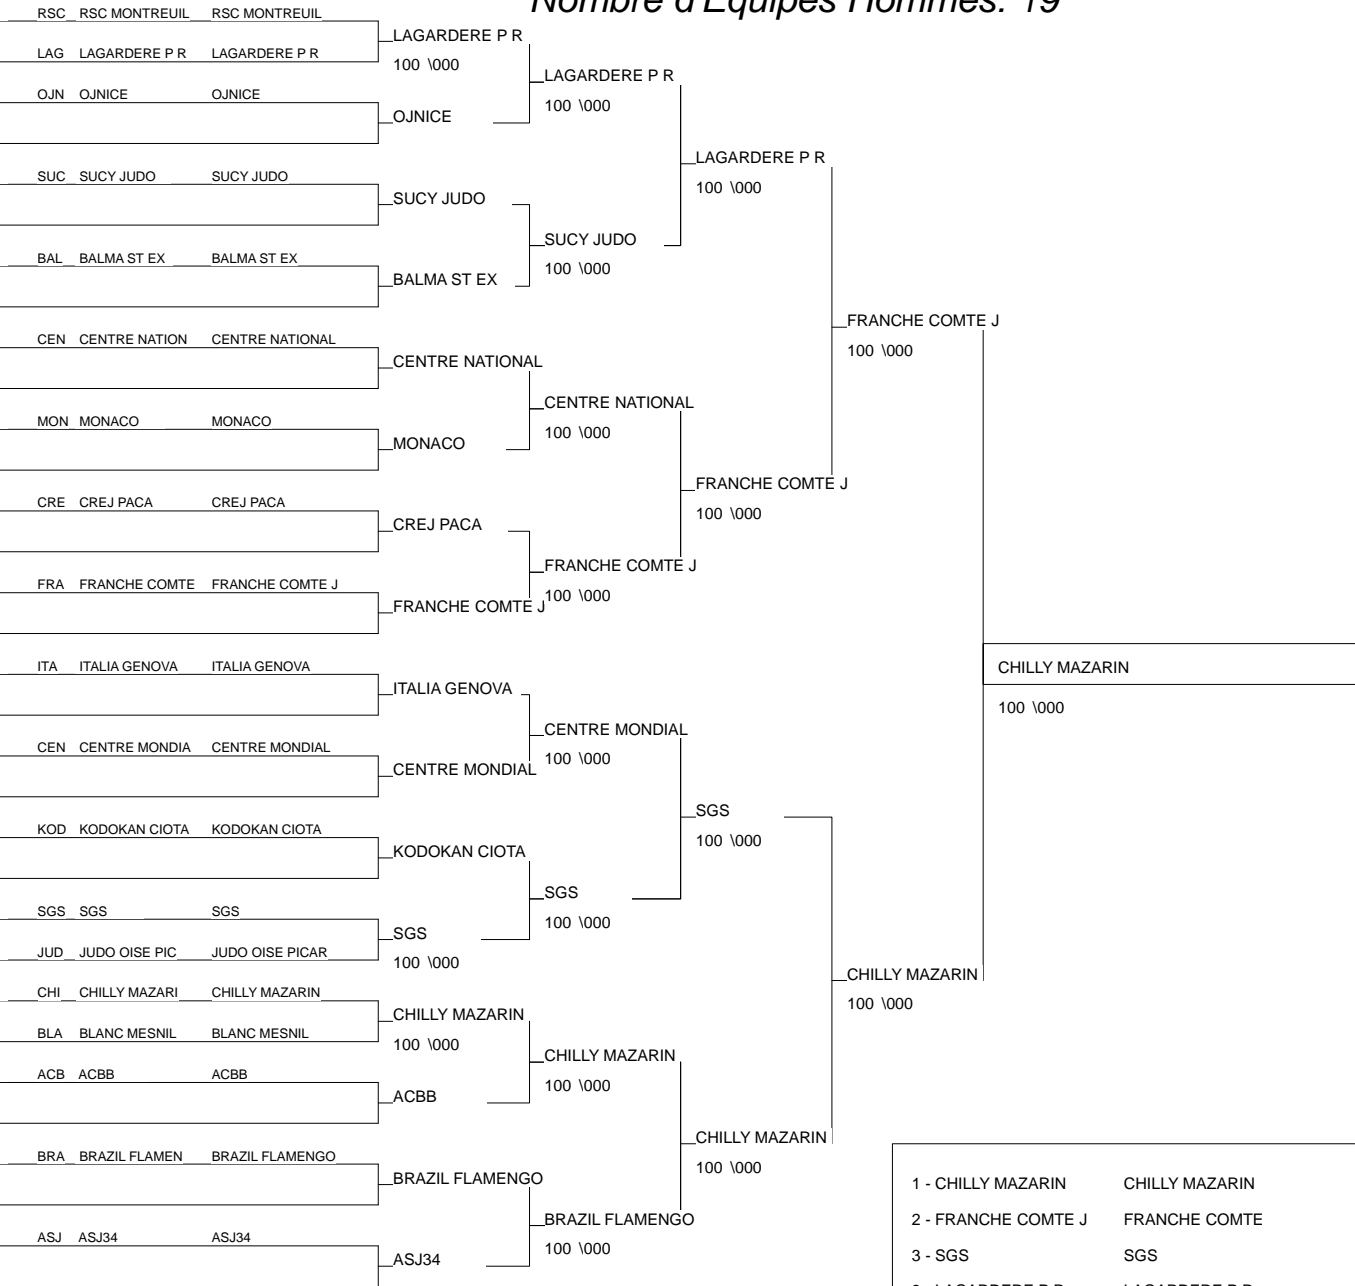 Nombre d'Equipes Hommes: 19
RSC RSC MONTREUIL RSC MONTREUIL
LAGARDERE P R
LAG LAGARDERE P R LAGARDERE P R
100 \000
LAGARDERE P R
OJN OJNICE OJNICE
100 \000
OJNICE
LAGARDERE P R
SUC SUCY JUDO SUCY JUDO
100 \000
SUCY JUDO
SUCY JUDO
BAL BALMA ST EX BALMA ST EX
100 \000
BALMA ST EX
FRANCHE COMTE J
CEN CENTRE NATION CENTRE NATIONAL
100 \000
CENTRE NATIONAL
CENTRE NATIONAL
MON MONACO MONACO
100 \000
MONACO
FRANCHE COMTE J
CRE CREJ PACA CREJ PACA
100 \000
CREJ PACA
FRANCHE COMTE J
FRA FRANCHE COMTE FRANCHE COMTE J
100 \000
FRANCHE COMTE J
ITA ITALIA GENOVA ITALIA GENOVA
CHILLY MAZARIN
ITALIA GENOVA
100 \000
CENTRE MONDIAL
CEN CENTRE MONDIA CENTRE MONDIAL
100 \000
CENTRE MONDIAL
SGS
KOD KODOKAN CIOTA KODOKAN CIOTA
100 \000
KODOKAN CIOTA
SGS
SGS SGS SGS
100 \000
SGS
JUD JUDO OISE PIC JUDO OISE PICAR
100 \000
CHILLY MAZARIN
CHI CHILLY MAZARI CHILLY MAZARIN
100 \000
CHILLY MAZARIN
BLA BLANC MESNIL BLANC MESNIL
100 \000
CHILLY MAZARIN
ACB ACBB ACBB
100 \000
ACBB
CHILLY MAZARIN
BRA BRAZIL FLAMEN BRAZIL FLAMENGO
100 \000
BRAZIL FLAMENGO
1 - CHILLY MAZARIN CHILLY MAZARIN
BRAZIL FLAMENGO
2 - FRANCHE COMTE J FRANCHE COMTE
ASJ ASJ34 ASJ34
100 \000
ASJ34
3 - SGS SGS